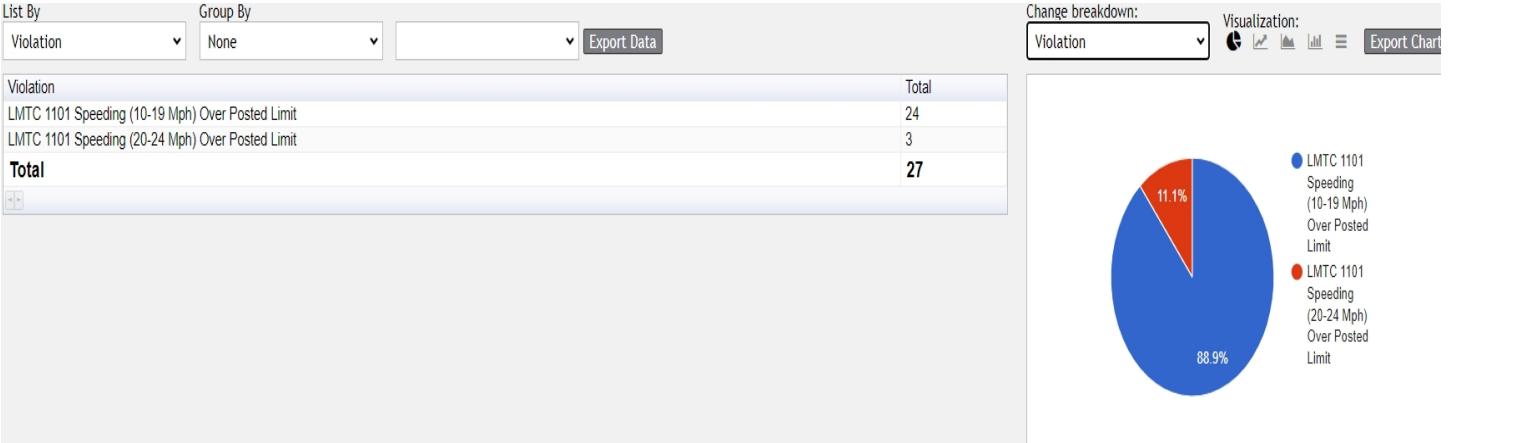 List By
Group By
Violation
None
Export Data
Violation Total
LMTC 1101 Speeding (10-19 Mph) Over Posted Limit 24
LMTC 1101 Speeding (20-24 Mph) Over Posted Limit 3
Total 27
Change breakdown:
Visualization:
Violation
Export Chart
11.1%
88.9%
LMTC 1101
Speeding
(10-19 Mph)
Over Posted
Limit
LMTC 1101
Speeding
(20-24 Mph)
Over Posted
Limit